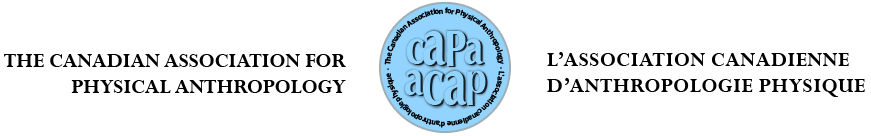 THE CANADIAN ASSOCIATION FOR
PHYSICAL ANTHROPOLOGY
The Canadian Association for Physical Anthropology · L'association canadienne d'anthropologie physique ·
caPa
aCaP
L'ASSOCIATION CANADIENNE
D'ANTHROPOLOGIE PHYSIQUE